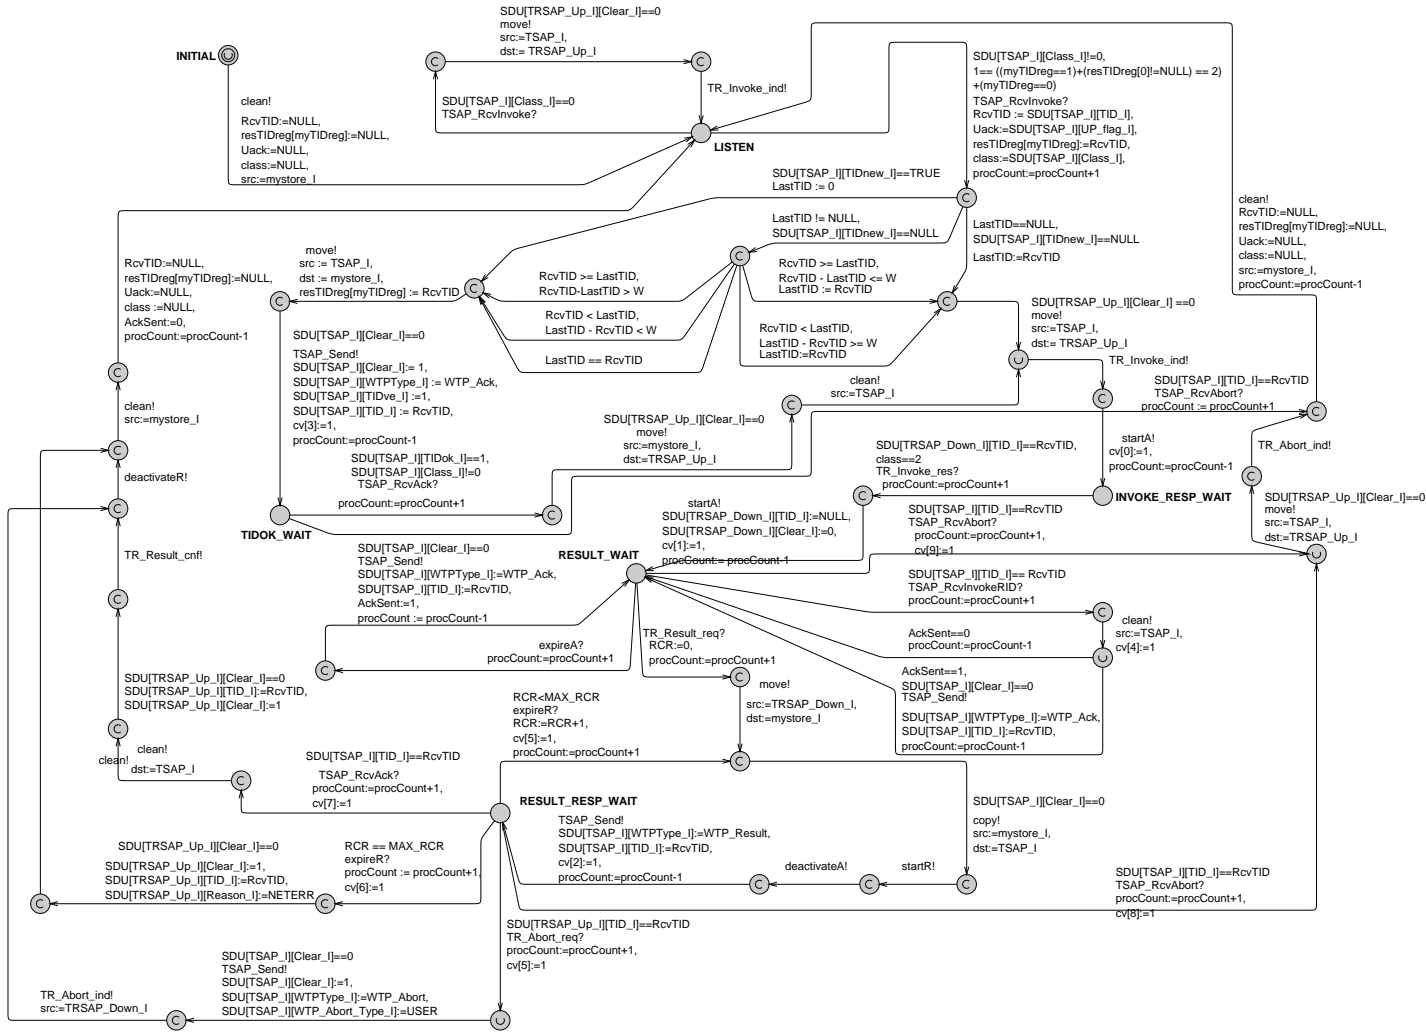 SDU[TRSAP_Up_I][Clear_I]==0
move!
src:=TSAP_I,
dst:= TRSAP_Up_I
INITIAL
C
C
TR_Invoke_ind!
SDU[TSAP_I][Class_I]==0
TSAP_RcvInvoke?
LISTEN
clean!
RcvTID:=NULL,
resTIDreg[myTIDreg]:=NULL,
Uack:=NULL,
class:=NULL,
src:=mystore_I
SDU[TSAP_I][Class_I]!=0,
1== ((myTIDreg==1)+(resTIDreg[0]!=NULL) == 2)
+(myTIDreg==0)
TSAP_RcvInvoke?
RcvTID := SDU[TSAP_I][TID_I],
Uack:=SDU[TSAP_I][UP_flag_I],
resTIDreg[myTIDreg]:=RcvTID,
class:=SDU[TSAP_I][Class_I],
procCount:=procCount+1
SDU[TSAP_I][TIDnew_I]==TRUE
LastTID := 0
C
LastTID != NULL,
SDU[TSAP_I][TIDnew_I]==NULL
LastTID==NULL,
SDU[TSAP_I][TIDnew_I]==NULL
LastTID:=RcvTID
clean!
RcvTID:=NULL,
resTIDreg[myTIDreg]:=NULL,
Uack:=NULL,
class:=NULL,
src:=mystore_I,
procCount:=procCount-1
RcvTID:=NULL,
resTIDreg[myTIDreg]:=NULL,
Uack:=NULL,
class :=NULL,
AckSent:=0,
procCount:=procCount-1
move!
src := TSAP_I,
dst := mystore_I,
resTIDreg[myTIDreg] := RcvTID
C
C
C
RcvTID >= LastTID,
RcvTID-LastTID > W
RcvTID < LastTID,
LastTID - RcvTID < W
LastTID == RcvTID
RcvTID >= LastTID,
RcvTID - LastTID <= W
LastTID := RcvTID
C
RcvTID < LastTID,
LastTID - RcvTID >= W
LastTID:=RcvTID
SDU[TRSAP_Up_I][Clear_I] ==0
move!
src:=TSAP_I,
dst:= TRSAP_Up_I
TR_Invoke_ind!
SDU[TSAP_I][Clear_I]==0
TSAP_Send!
SDU[TSAP_I][Clear_I]:= 1,
SDU[TSAP_I][WTPType_I] := WTP_Ack,
SDU[TSAP_I][TIDve_I] :=1,
SDU[TSAP_I][TID_I] := RcvTID,
cv[3]:=1,
procCount:=procCount-1
C
clean!
src:=mystore_I
clean!
src:=TSAP_I
C
C
SDU[TSAP_I][TID_I]==RcvTID
TSAP_RcvAbort?
procCount := procCount+1
C
SDU[TRSAP_Up_I][Clear_I]==0
move!
src:=mystore_I,
dst:=TRSAP_Up_I
SDU[TSAP_I][TIDok_I]==1,
SDU[TSAP_I][Class_I]!=0
TSAP_RcvAck?
procCount:=procCount+1
C
TIDOK_WAIT
SDU[TRSAP_Down_I][TID_I]==RcvTID,
class==2
TR_Invoke_res?
procCount:=procCount+1
C
startA!
cv[0]:=1,
procCount:=procCount-1
INVOKE_RESP_WAIT
TR_Abort_ind!
C
SDU[TRSAP_Up_I][Clear_I]==0
move!
src:=TSAP_I,
dst:=TRSAP_Up_I
C
deactivateR!
C
startA!
SDU[TRSAP_Down_I][TID_I]:=NULL,
SDU[TRSAP_Down_I][Clear_I]:=0,
cv[1]:=1,
procCount:= procCount-1
RESULT_WAIT
SDU[TSAP_I][TID_I]==RcvTID
TSAP_RcvAbort?
procCount:=procCount+1,
cv[9]:=1
TR_Result_cnf!
C
SDU[TSAP_I][Clear_I]==0
TSAP_Send!
SDU[TSAP_I][WTPType_I]:=WTP_Ack,
SDU[TSAP_I][TID_I]:=RcvTID,
AckSent:=1,
procCount := procCount-1
expireA?
procCount:=procCount+1
C
SDU[TSAP_I][TID_I]== RcvTID
TSAP_RcvInvokeRID?
procCount:=procCount+1
C
clean!
src:=TSAP_I,
cv[4]:=1
AckSent==0
procCount:=procCount-1
AckSent==1,
SDU[TSAP_I][Clear_I]==0
TSAP_Send!
SDU[TSAP_I][WTPType_I]:=WTP_Ack,
SDU[TSAP_I][TID_I]:=RcvTID,
procCount:=procCount-1
TR_Result_req?
RCR:=0,
procCount:=procCount+1
C
move!
src:=TRSAP_Down_I,
dst:=mystore_I
C
SDU[TRSAP_Up_I][Clear_I]==0
SDU[TRSAP_Up_I][TID_I]:=RcvTID,
SDU[TRSAP_Up_I][Clear_I]:=1
C
RCR<MAX_RCR
expireR?
RCR:=RCR+1,
cv[5]:=1,
procCount:=procCount+1
clean!
clean!
dst:=TSAP_I
C
SDU[TSAP_I][TID_I]==RcvTID
TSAP_RcvAck?
procCount:=procCount+1,
cv[7]:=1
RESULT_RESP_WAIT
TSAP_Send!
SDU[TSAP_I][WTPType_I]:=WTP_Result,
SDU[TSAP_I][TID_I]:=RcvTID,
cv[2]:=1,
procCount:=procCount-1
C
deactivateA!
C
startR!
C
SDU[TSAP_I][Clear_I]==0
copy!
src:=mystore_I,
dst:=TSAP_I
SDU[TRSAP_Up_I][Clear_I]==0
SDU[TRSAP_Up_I][Clear_I]:=1,
SDU[TRSAP_Up_I][TID_I]:=RcvTID,
SDU[TRSAP_Up_I][Reason_I]:=NETERR
C
RCR == MAX_RCR
expireR?
procCount := procCount+1,
cv[6]:=1
C
SDU[TSAP_I][TID_I]==RcvTID
TSAP_RcvAbort?
procCount:=procCount+1,
cv[8]:=1
SDU[TRSAP_Up_I][TID_I]==RcvTID
TR_Abort_req?
procCount:=procCount+1,
cv[5]:=1
SDU[TSAP_I][Clear_I]==0
TSAP_Send!
SDU[TSAP_I][Clear_I]:=1,
SDU[TSAP_I][WTPType_I]:=WTP_Abort,
SDU[TSAP_I][WTP_Abort_Type_I]:=USER
TR_Abort_ind!
src:=TRSAP_Down_I
C